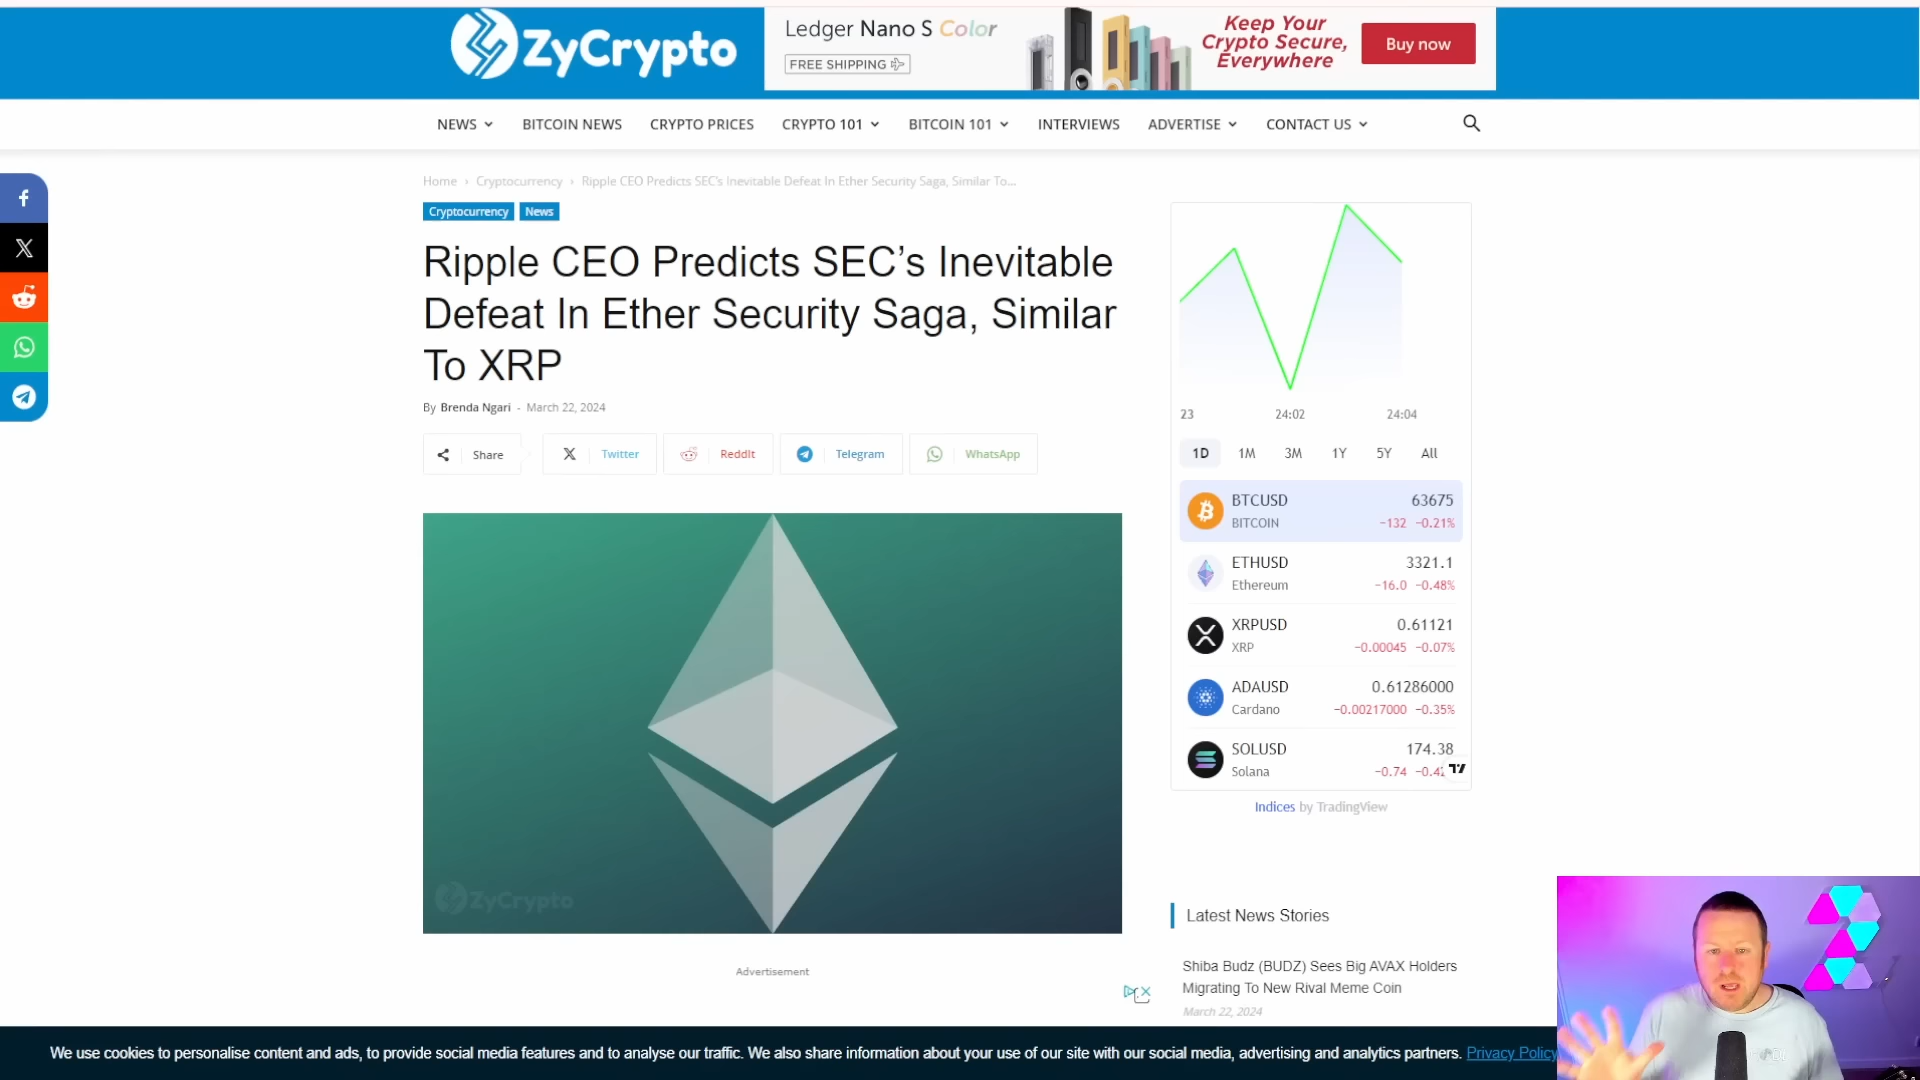 ZyCrypto
Ledger Nano S Color
FREE SHIPPING
Keep Your
Crypto Secure,
Everywhere
Buy now
NEWS
BITCOIN NEWS
CRYPTO PRICES
CRYPTO 101
BITCOIN 101
INTERVIEWS
ADVERTISE
CONTACT US
Home › Cryptocurrency › Ripple CEO Predicts SEC's Inevitable Defeat In Ether Security Saga, Similar To...
Cryptocurrency
News
Ripple CEO Predicts SEC’s Inevitable
Defeat In Ether Security Saga, Similar
To XRP
By Brenda Ngari - March 22, 2024
Share
Twitter
ReddIt
Telegram
WhatsApp
ZyCrypto
Advertisement
23
24:02
24:04
1D
1M
3M
1Y
5Y
All
BTCUSD 63675
BITCOIN −132 −0.21%
ETHUSD 3321.1
Ethereum −16.0 −0.48%
XRPUSD 0.61121
XRP −0.00045 −0.07%
ADAUSD 0.61286000
Cardano −0.00217000 −0.35%
SOLUSD 174.38
Solana −0.74
Indices by TradingView
Latest News Stories
Shiba Budz (BUDZ) Sees Big AVAX Holders
Migrating To New Rival Meme Coin
March 22, 2024
We use cookies to personalise content and ads, to provide social media features and to analyse our traffic. We also share information about your use of our site with our social media, advertising and analytics partners. Privacy Policy